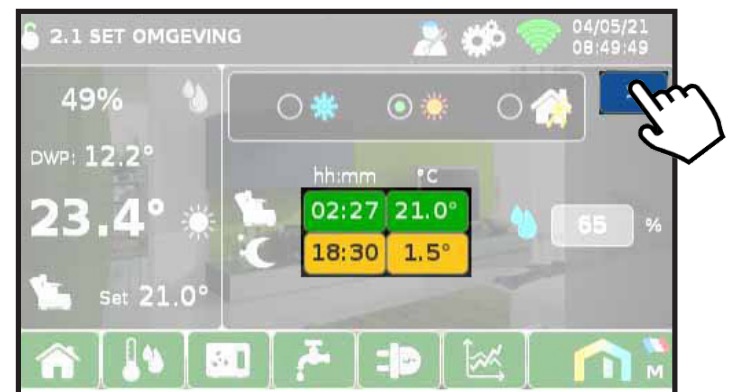 2.1 SET OMGEVING
04/05/21
08:49:49
49%
DWP: 12.2°
hh:mm °C
23.4°
02:27 21.0°
65 %
18:30 1.5°
Set 21.0°
M